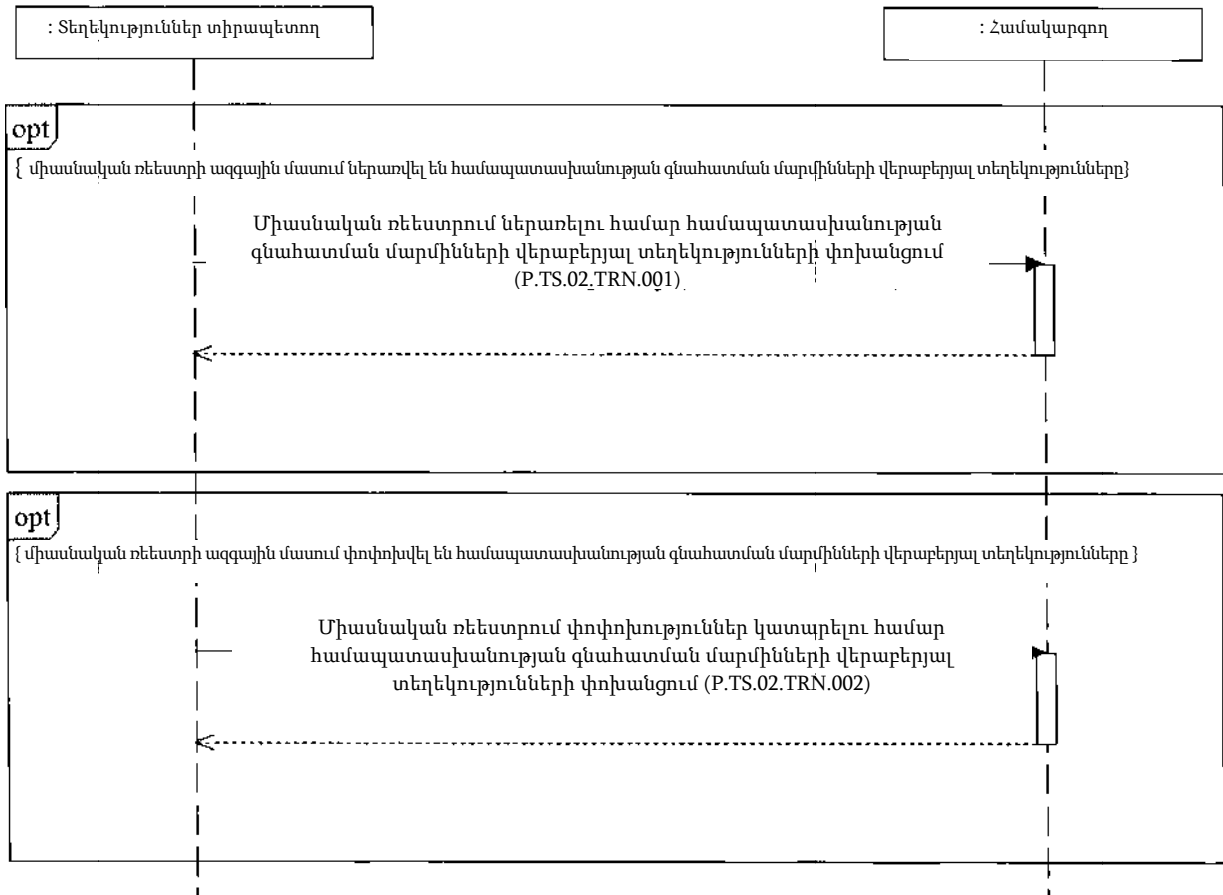 : Տեղեկություններ տիրապետող
: Համակարգող
opt
{ միասնական ռեեստրի ազգային մասում ներառվել են համապատասխանության գնահատման մարմինների վերաբերյալ տեղեկությունները}
Միասնական ռեեստրում ներառելու համար համապատասխանության
գնահատման մարմինների վերաբերյալ տեղեկությունների փոխանցում
(P.TS.02.TRN.001)
opt
{ միասնական ռեեստրի ազգային մասում փոփոխվել են համապատասխանության գնահատման մարմինների վերաբերյալ տեղեկությունները }
Միասնական ռեեստրում փոփոխություններ կատպրելու համար
համապատասխանության գնահատման մարմինների վերաբերյալ
տեղեկությունների փոխանցում (P.TS.02.TRN.002)